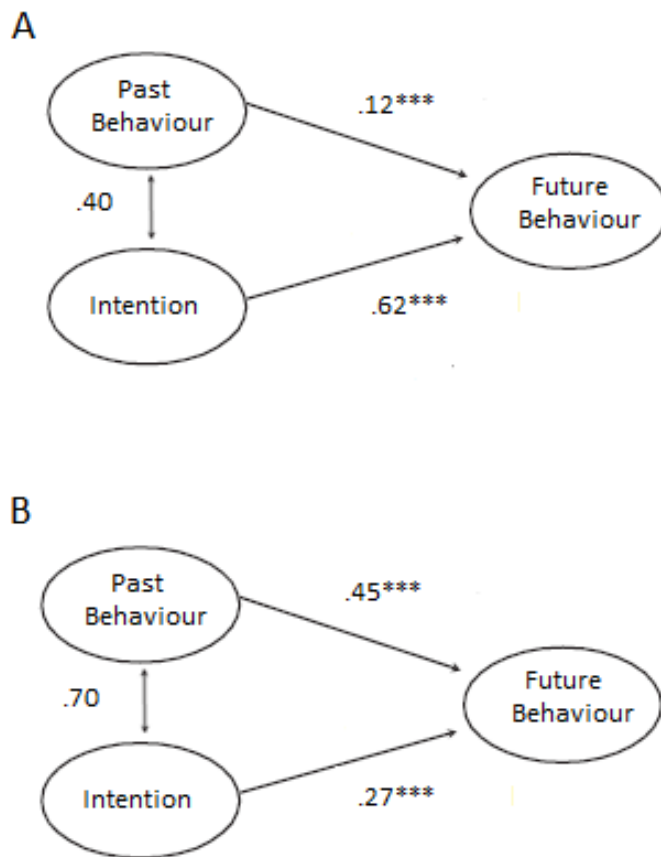 A
Past
Behaviour
.12***
Future
Behaviour
.40
Intention
.62***
B
Past
Behaviour
.45***
Future
Behaviour
.70
Intention
.27***